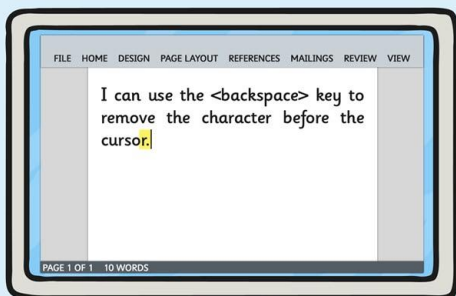 FILE HOME DESIGN PAGE LAYOUT REFERENCES MAILINGS REVIEW VIEW
I can use the <backspace> key to
remove the character before the
cursor.
PAGE 1 OF 1 10 WORDS